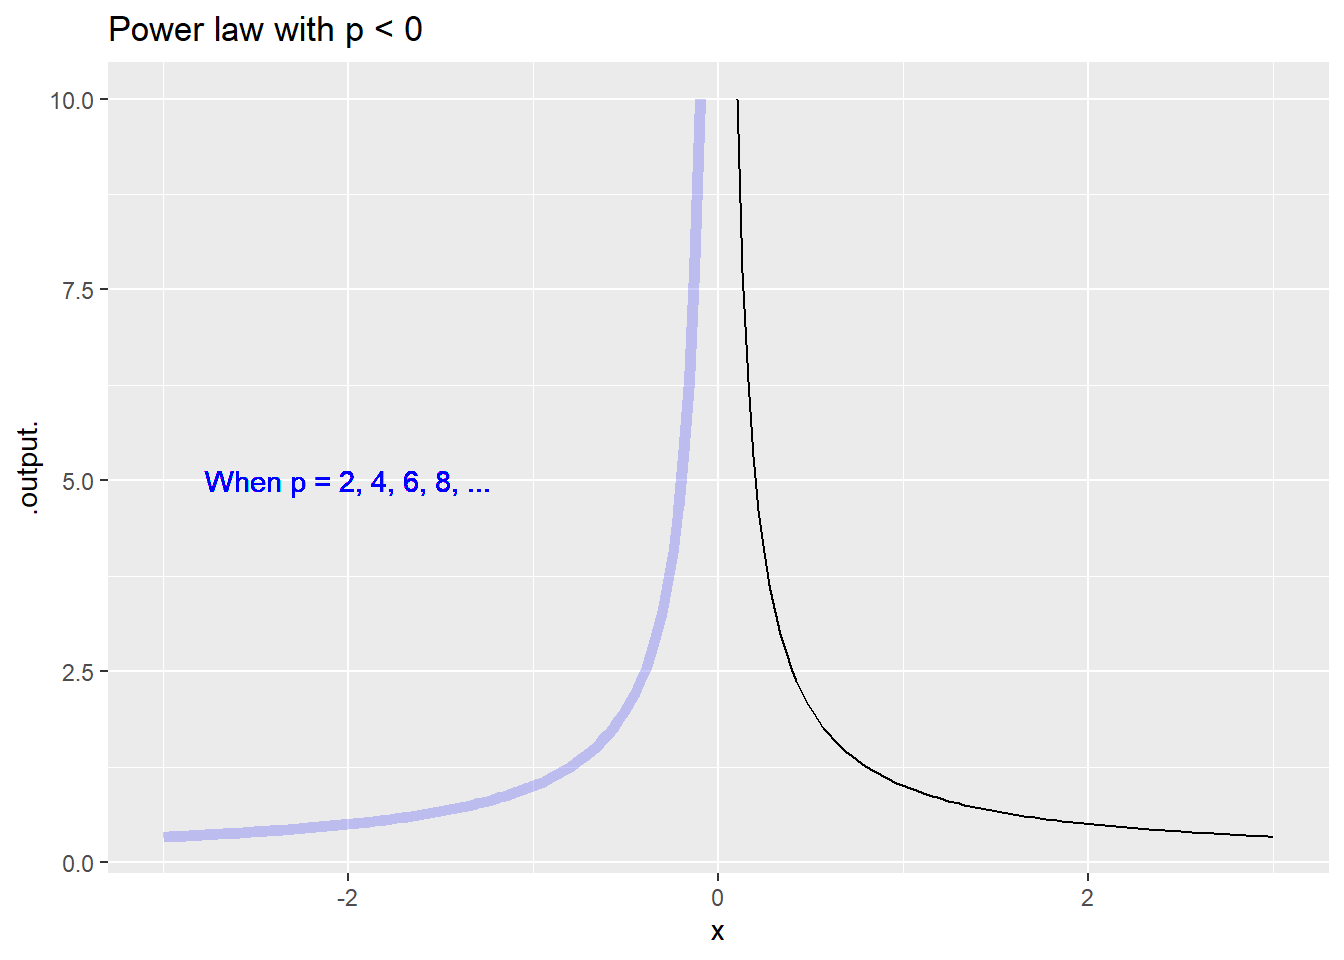 Power law with p < 0
10.0
7.5
5.0
2.5
0.0
.output.
When p = 2, 4, 6, 8, ...
-2
0
2
x